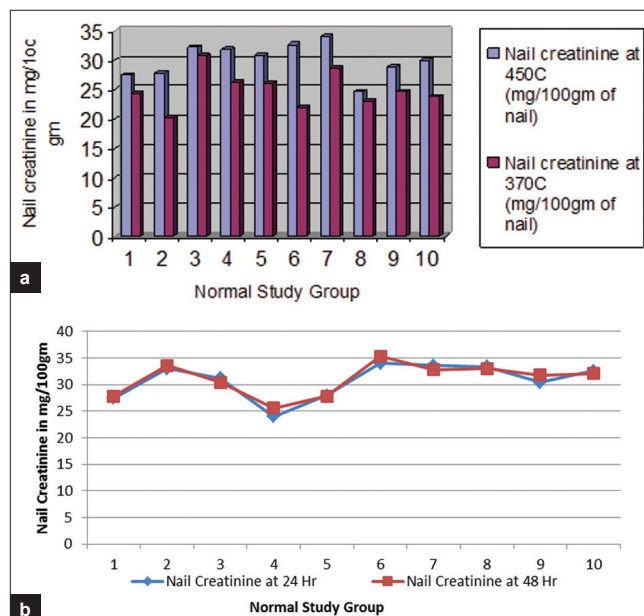 Nail creatinine in mg/1oc
gm
35
30
25
20
15
10
5
0
1 2 3 4 5 6 7 8 9 10
Normal Study Group
Nail creatinine at
450C
(mg/100gm of
nail)
Nail creatinine at
370C
(mg/100gm of
nail)
a
Nail Creatinine in mg/100gm
40
35
30
25
20
15
10
5
0
1 2 3 4 5 6 7 8 9 10
Nail Creatinine at 24 Hr
Nail Creatinine at 48 Hr
Normal Study Group
b